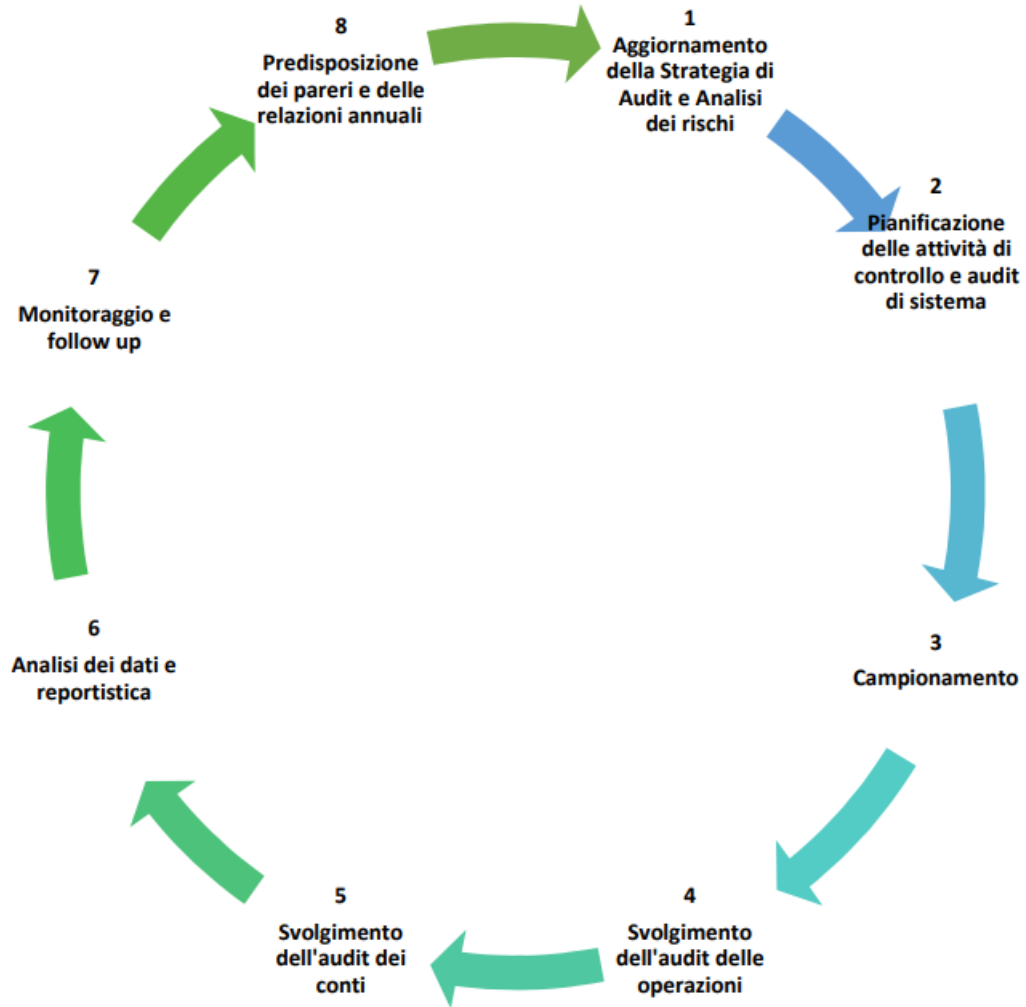 1
Aggiornamento
della Strategia di
Audit e Analisi
dei rischi
2
Pianificazione
delle attività di
controllo e audit
di sistema
3
Campionamento
4
Svolgimento
dell'audit delle
operazioni
5
Svolgimento
dell'audit dei
conti
6
Analisi dei dati e
reportistica
7
Monitoraggio e
follow up
8
Predisposizione
dei pareri e delle
relazioni annuali